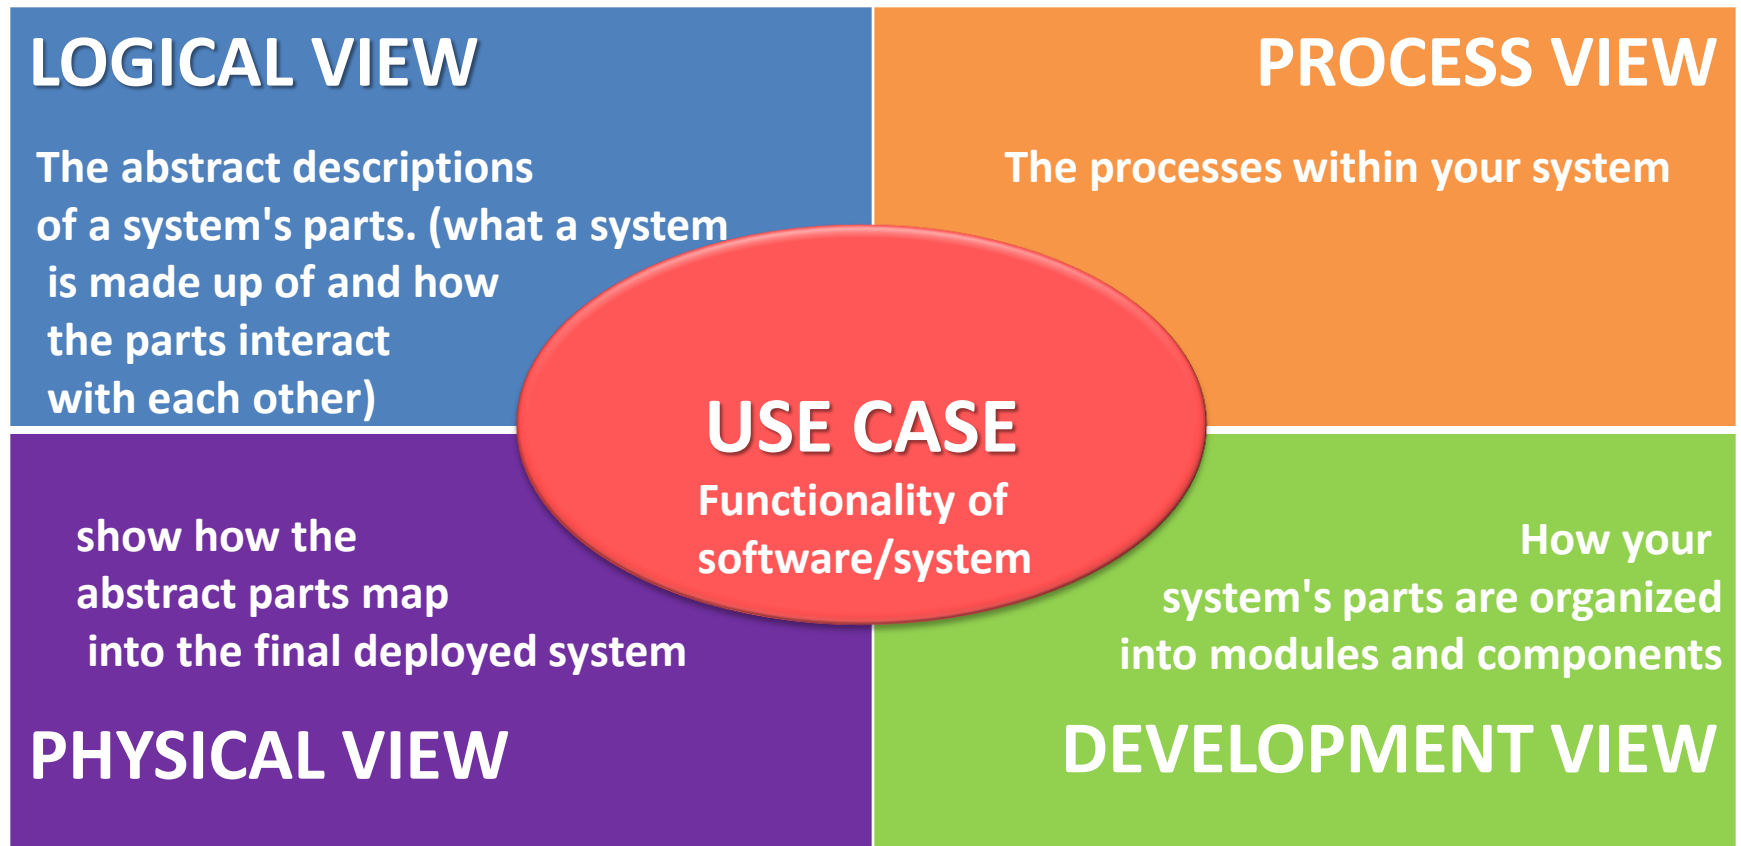 LOGICAL VIEW
The abstract descriptions
of a system's parts. (what a system
is made up of and how
the parts interact
with each other)
PROCESS VIEW
The processes within your system
USE CASE
Functionality of
software/system
show how the
abstract parts map
into the final deployed system
PHYSICAL VIEW
How your
system's parts are organized
into modules and components
DEVELOPMENT VIEW